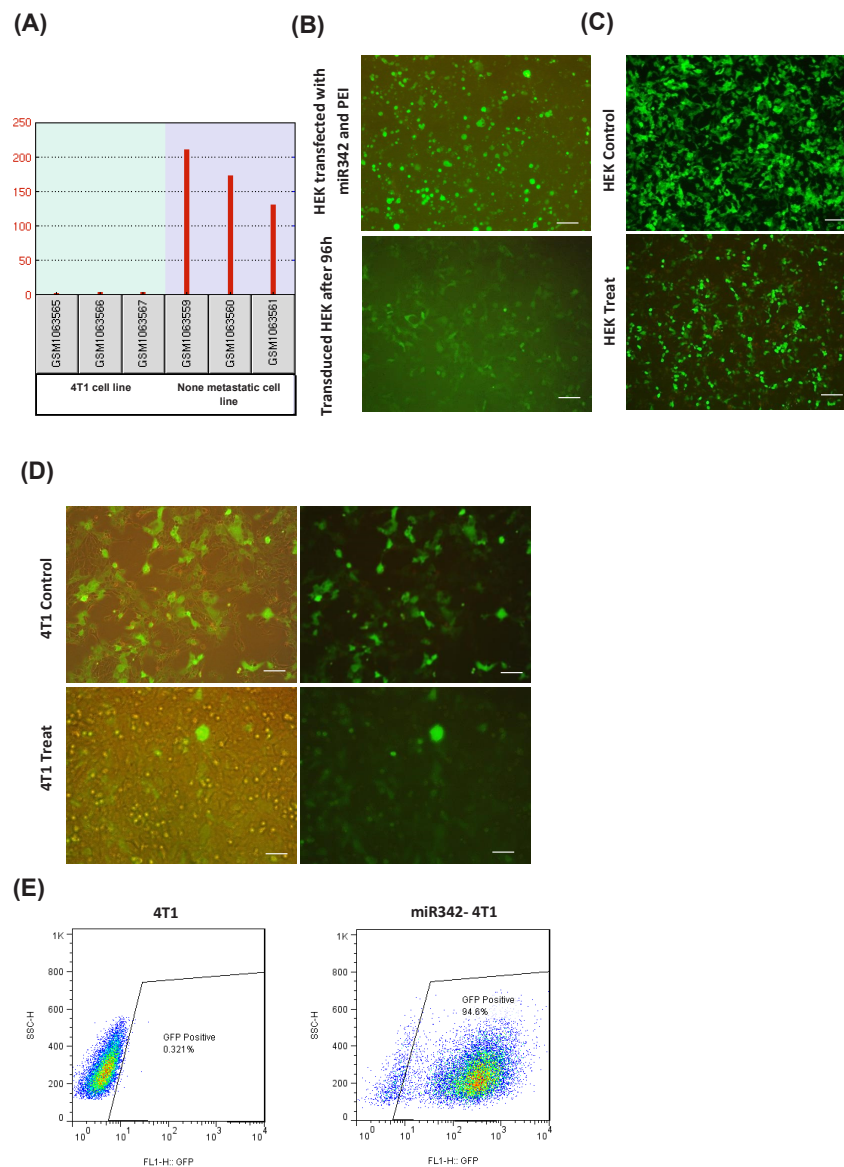 (A)
250
200
150
100
50
0
GSM1063565
GSM1063566
GSM1063567
GSM1063559
GSM1063560
GSM1063561
4T1 cell line
None metastatic cell
line
(B)
HEK transfected with
miR342 and PEI
Transduced HEK after 96h
(C)
HEK Control
HEK Treat
(D)
4T1 Control
4T1 Treat
(E)
4T1
1K
800
600
400
200
0
SSC-H
GFP Positive
0.321%
10^0
10^1
10^2
10^3
10^4
FL1-H:: GFP
miR342- 4T1
1K
800
600
400
200
0
SSC-H
GFP Positive
94.6%
10^0
10^1
10^2
10^3
10^4
FL1-H:: GFP